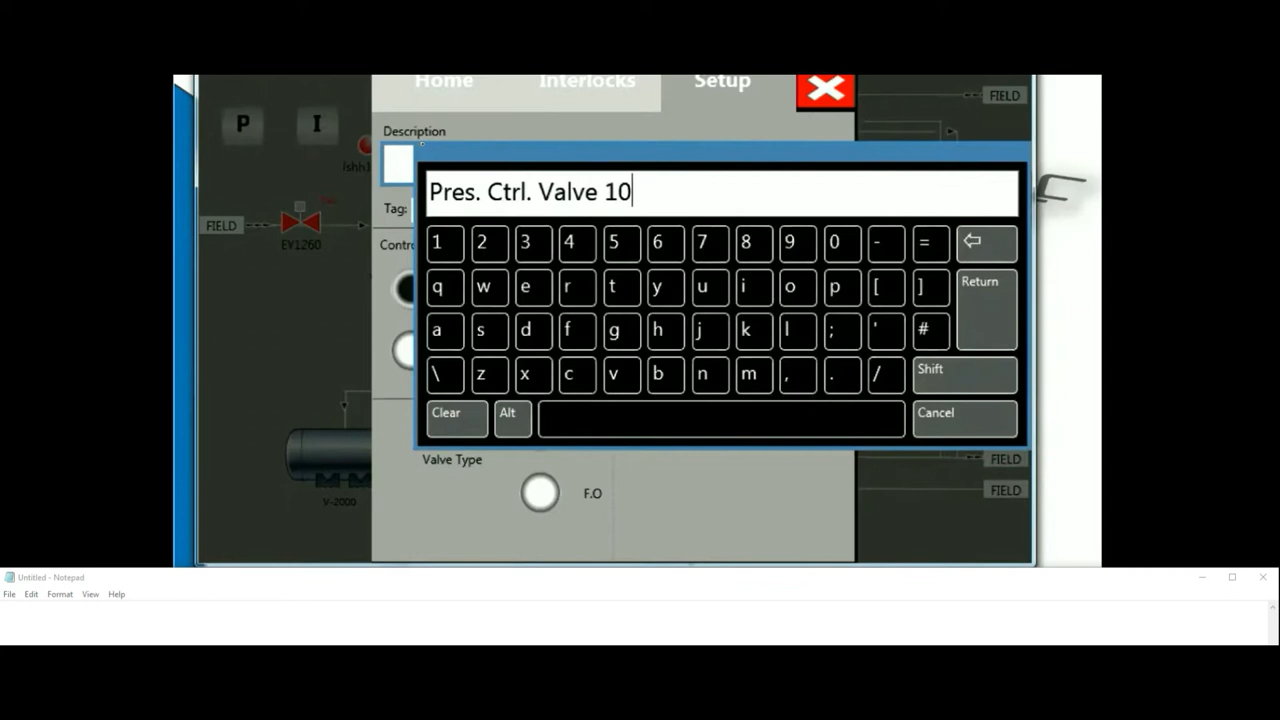 Home Interlocks Setup
P I
FIELD
Description
Pres. Ctrl. Valve 10
Tag:
FIELD
EV1260
1 2 3 4 5 6 7 8 9 0 - =
q w e r t y u i o p [ ] Return
a s d f g h j k l ; ' #
\ z x c v b n m , . / Shift
Clear Alt Cancel
Valve Type
FIELD
F.O
FIELD
V-2000
Untitled - Notepad
File Edit Format View Help